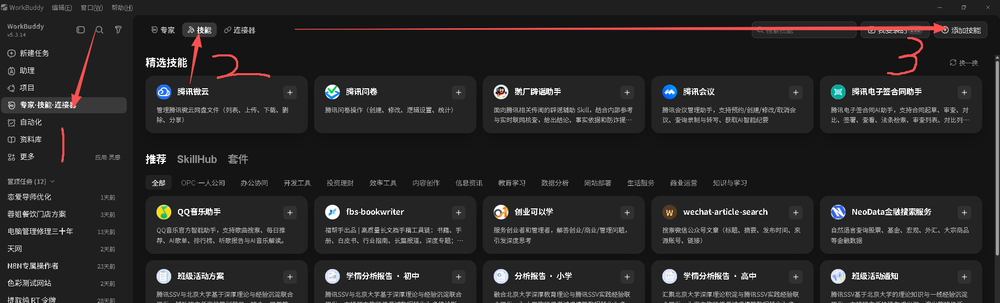 WorkBuddy 编辑(E) 窗口(W) 帮助(H)
WorkBuddy
v5.3.14
新建任务
助理
项目
专家·技能·连接器
自动化
资料库
更多 应用·灵感
置顶任务 (12)
恋爱导师优化 1天前
蓉姐餐饮门店方案 3天前
电脑管理修理三十年 13天前
天网 2天前
N8N专属操作者 23天前
色彩测试网站 2天前
提取纯 RT 令牌 28天前
专家 技能 连接器 搜索技能 添加技能
1
2
3
精选技能 换一换
腾讯微云
管理腾讯微云网盘文件（列表、上传、下载、删
除、分享）
腾讯问卷
腾讯问卷操作（创建、修改、逻辑设置、统计）
鹅厂辟谣助手
面向腾讯相关传闻的辟谣辅助 Skill，结合内部参考
与实时联网核查，给出结论、事实依据和防诈提…
腾讯会议
腾讯会议管理助手，支持预约/创建/修改/取消会
议、查询录制与转写、获取AI智能纪要
腾讯电子签合同助手
腾讯电子签合同AI助手，支持合同起草、审查、对
比、签署、查看、法条检索、审查列表、对比列…
推荐 SkillHub 套件
全部 OPC·一人公司 办公协同 开发工具 投资理财 效率工具 内容创作 信息资讯 教育学习 数据分析 网站部署 生活服务 商业运营 知识与学习
QQ音乐助手
QQ音乐官方智能助手，支持歌曲搜索、每日推
荐、AI歌单、排行榜、听歌报告与AI音乐解读。
fbs-bookwriter
福帮手出品 | 高质量长文档手稿工具链：书籍、手
册、白皮书、行业指南、长篇报道、深度专题；…
创业可以学
服务创业者和管理者，解答创业/商业/管理问题，
引发深度思考
wechat-article-search
搜索微信公众号文章（标题、摘要、发布时间、来
源账号、链接）
NeoData金融搜索服务
自然语言查询股票、基金、宏观、外汇、大宗商品
等金融数据
班级活动方案
腾讯SSV与北京大学基于深厚理论与经验沉淀联合
学情分析报告 · 初中
腾讯SSV与北京大学基于深厚理论与经验沉淀联合
分析报告 · 小学
融合北京大学深厚教育理论与腾讯SSV实践经验联
学情分析报告 · 高中
汇聚北京大学深厚理论积淀与腾讯SSV实践经验联
班级活动通知
腾讯SSV基于北京大学的理论知识与一线经验沉淀